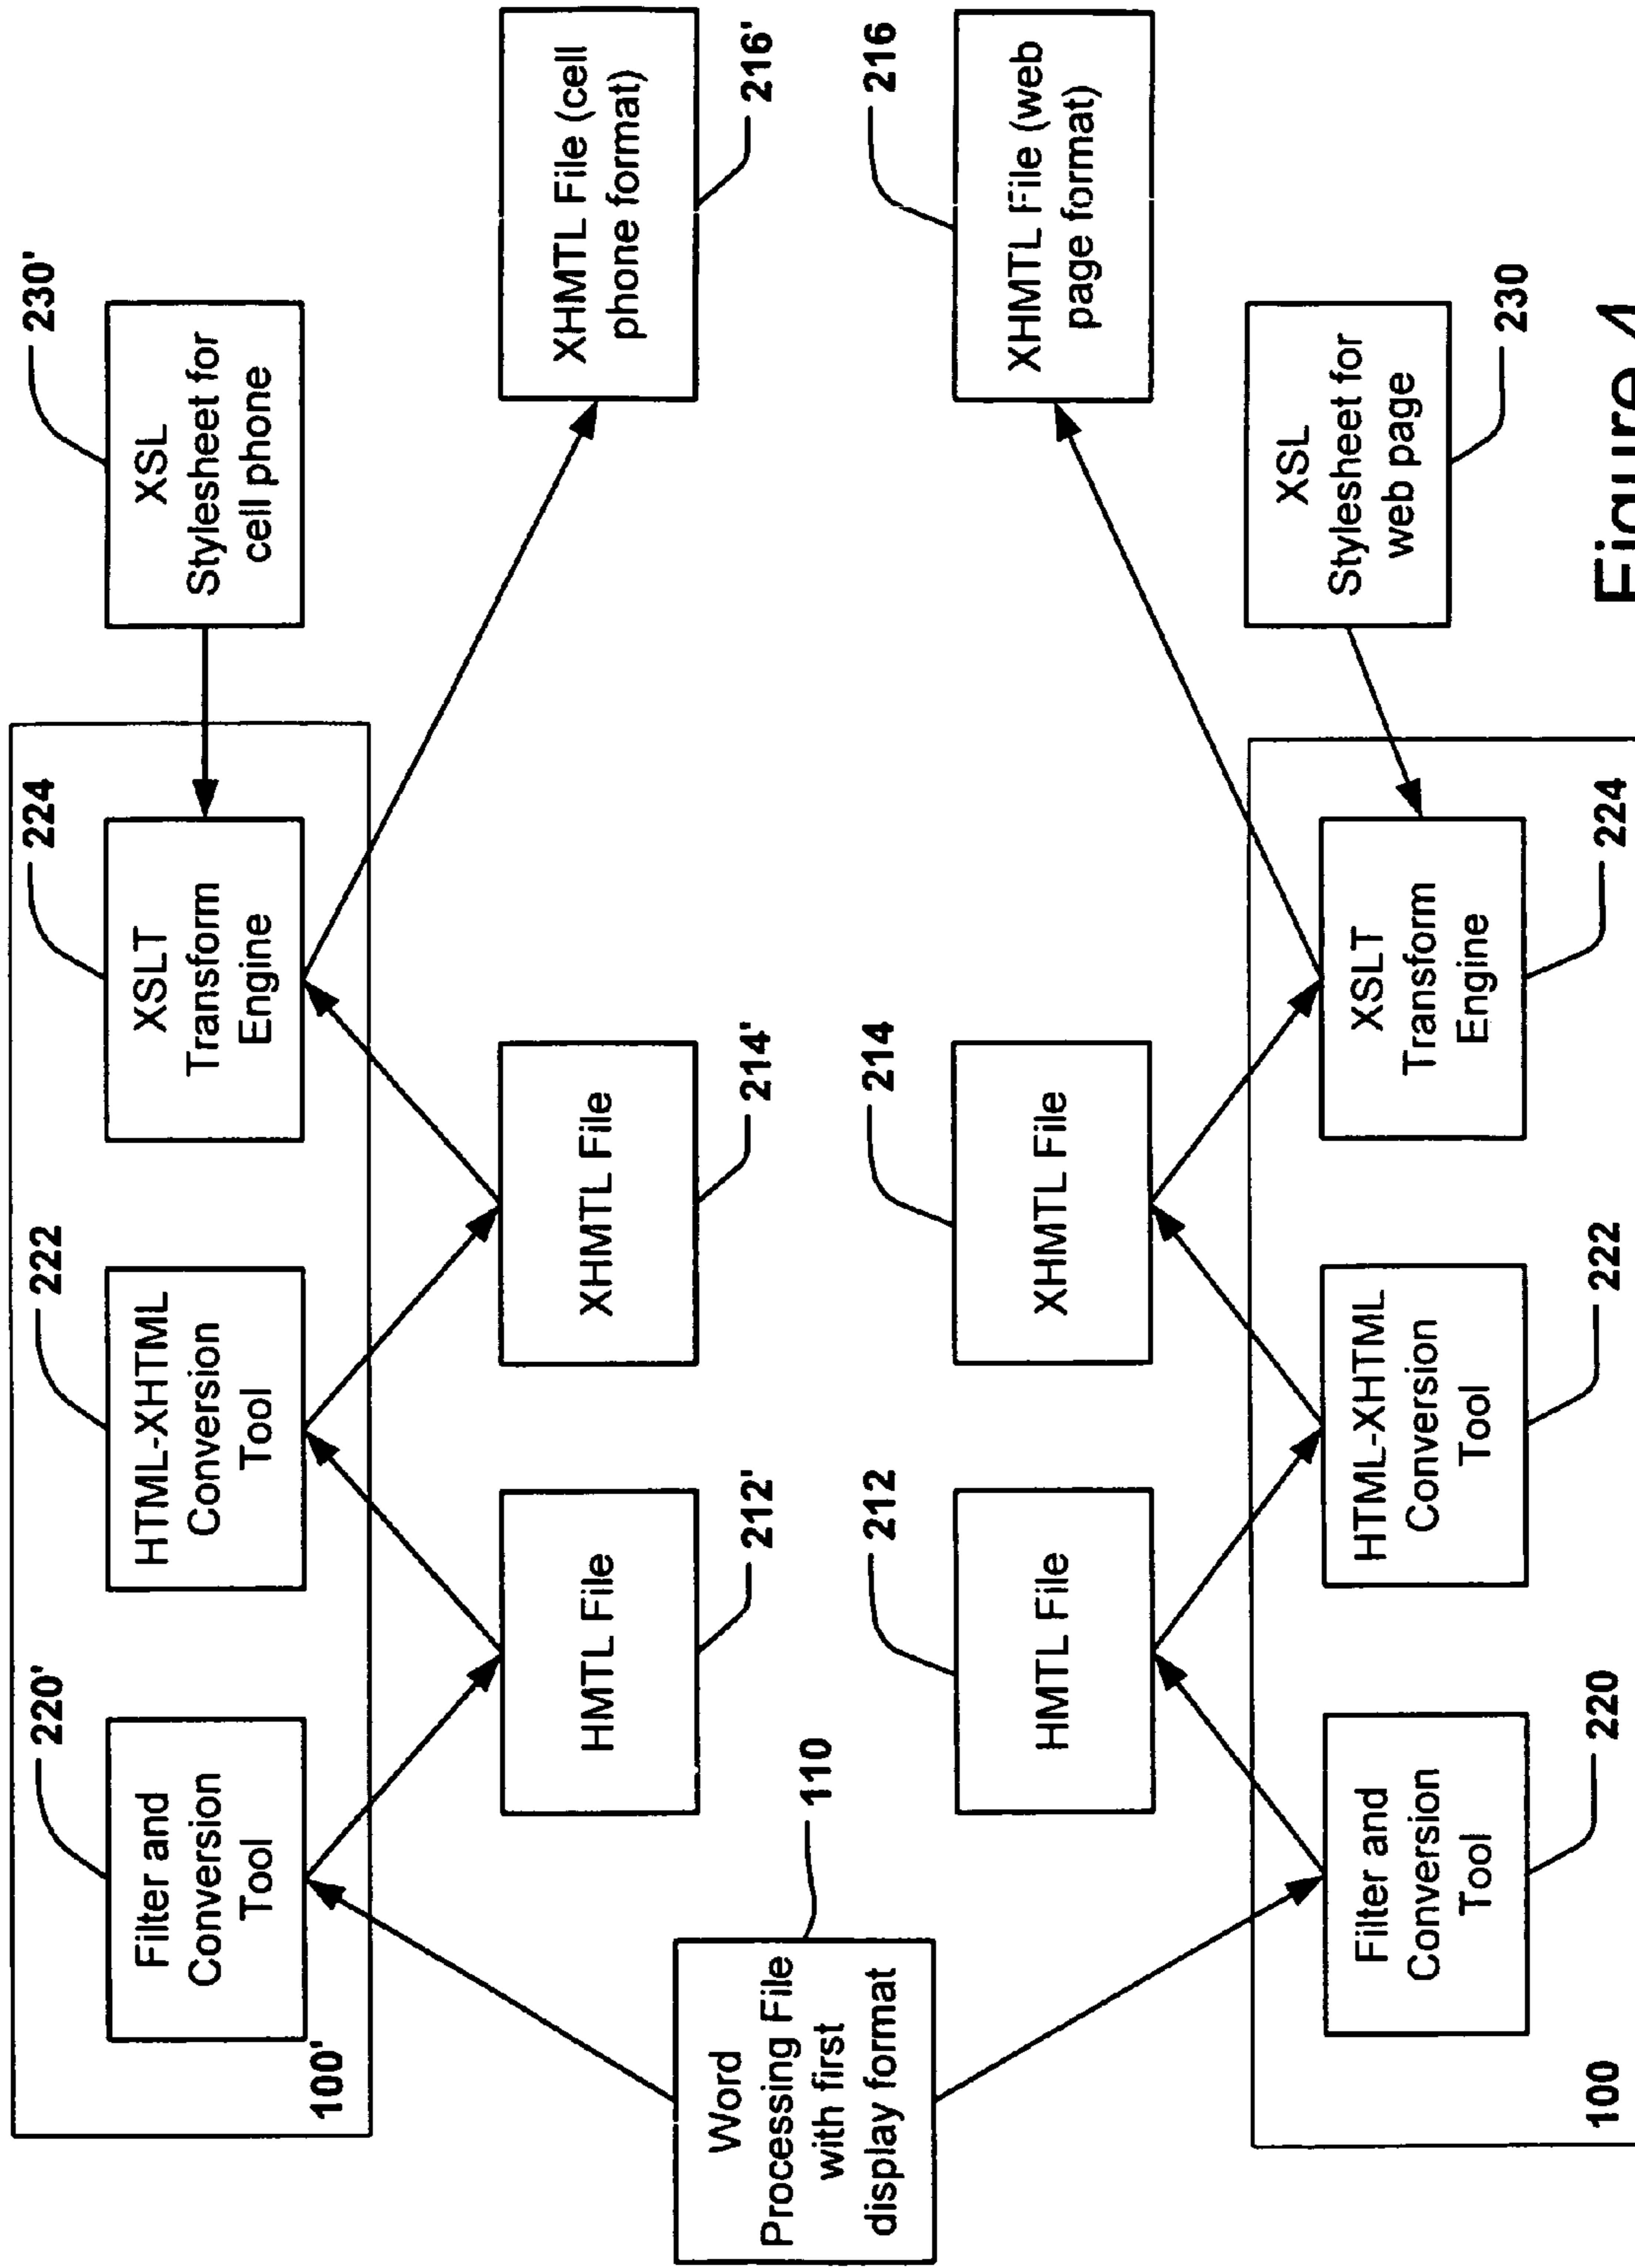 220'
Filter and
Conversion
Tool
222
HTML-XHTML
Conversion
Tool
224
XSLT
Transform
Engine
230'
XSL
Stylesheet for
cell phone
100'
HMTL File
212'
XHMTL File
214'
XHMTL File (cell
phone format)
216'
Word
Processing File
with first
display format
110
212
HMTL File
214
XHMTL File
216
XHMTL File (web
page format)
Filter and
Conversion
Tool
220
HTML-XHTML
Conversion
Tool
222
XSLT
Transform
Engine
224
XSL
Stylesheet for
web page
230
100
Figure 4